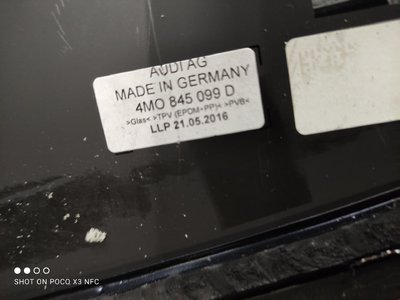 AUDI AG
MADE IN GERMANY
4M0 845 099 D
>Glas< >TPV (EPDM+PP)< >PVB<
LLP 21.05.2016
SHOT ON POCO X3 NFC